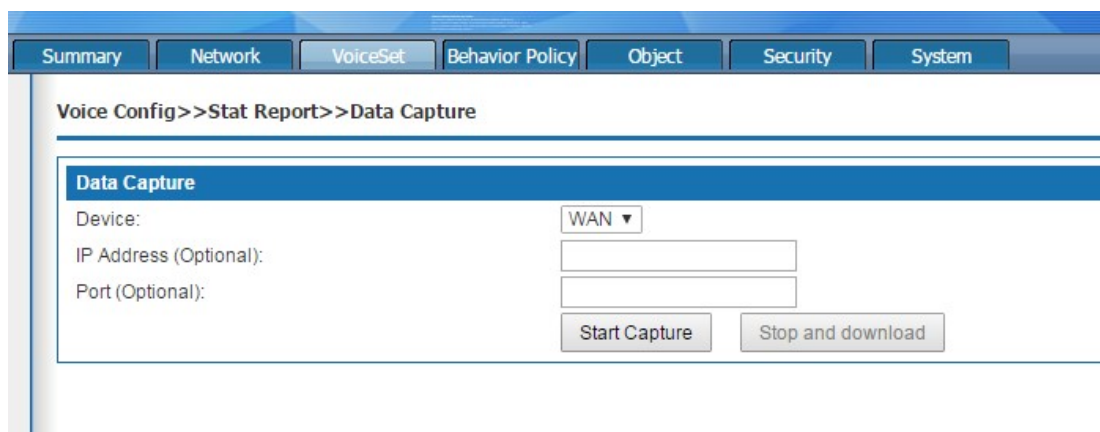 Summary Network VoiceSet Behavior Policy Object Security System
Voice Config>>Stat Report>>Data Capture
Data Capture
Device: WAN ▼
IP Address (Optional):
Port (Optional):
Start Capture Stop and download